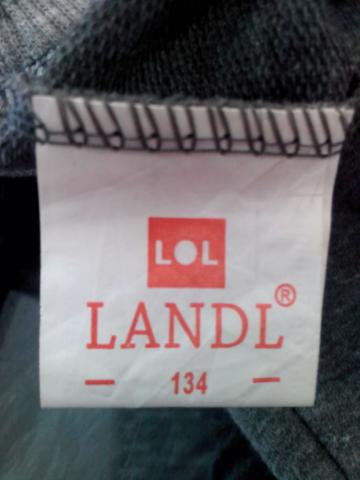 LOL
LANDL®
— 134 —